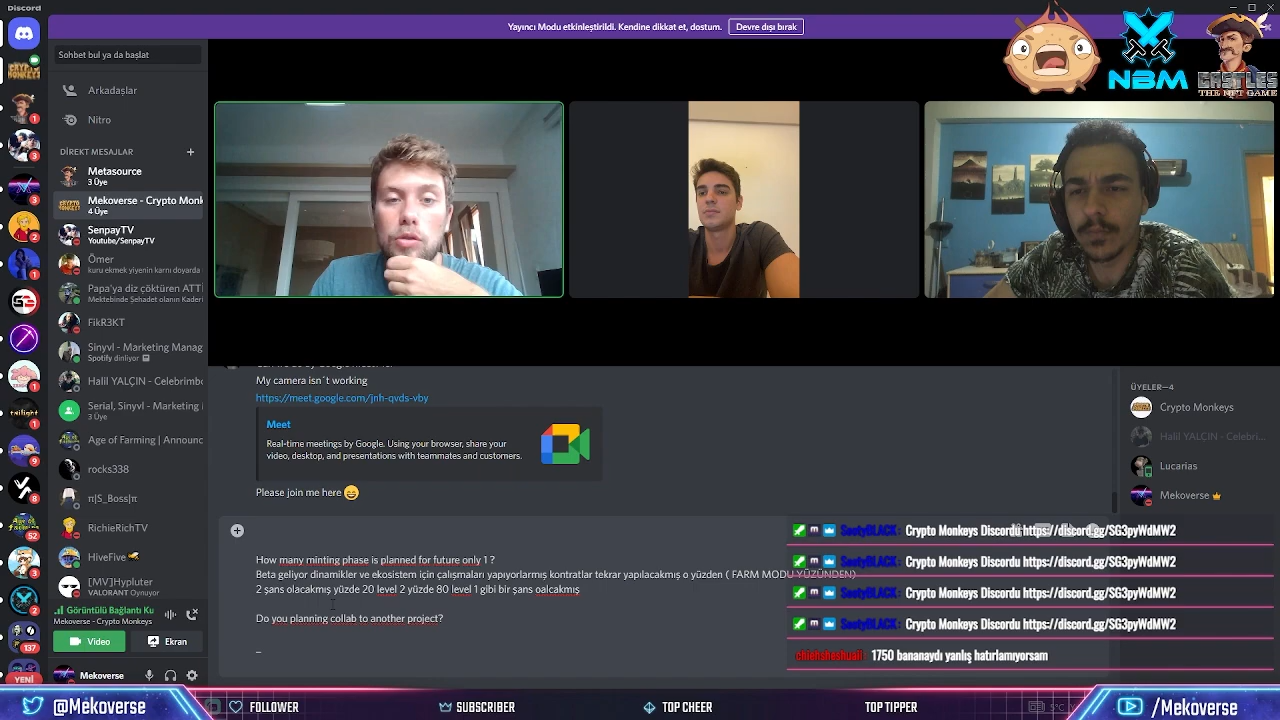 Discord
Yayıncı Modu etkinleştirildi. Kendine dikkat et, dostum.
Devre dışı bırak
NBM
CASTLES
THE NFT GAME
Sohbet bul ya da başlat
Arkadaşlar
Nitro
DİREKT MESAJLAR
Metasource
3 Üye
Mekoverse - Crypto Monk
4 Üye
SenpayTV
Youtube/SenpayTV
Ömer
kuru ekmek yiyenin karnı doyarda
Papa'ya diz çöktüren ATTİ
Mektebinde Şehadet olanın Kaderi
FikR3KT
Sinyvl - Marketing Manag
Spotify dinliyor
Halil YALÇIN - Celebrimbo
Serial, Sinyvl - Marketing
3 Üye
Age of Farming | Announc
rocks338
π|S_Boss|π
RichieRichTV
HiveFive
[MV]Hypluter
VALORANT Oynuyor
Görüntülü Bağlantı Ku
Mekoverse - Crypto Monkeys
Video
Ekran
Mekoverse
YENİ
My camera isn´t working
https://meet.google.com/jnh-qvds-vby
Meet
Real-time meetings by Google. Using your browser, share your
video, desktop, and presentations with teammates and customers.
Please join me here
How many minting phase is planned for future only 1 ?
Beta geliyor dinamikler ve ekosistem için çalışmaları yapıyorlarmış kontratlar tekrar yapılacakmış o yüzden ( FARM MODU YÜZÜNDEN)
2 şans olacakmış yüzde 20 level 2 yüzde 80 level 1 gibi bir şans oalcakmış
Do you planning collab to another project?
ÜYELER—4
Crypto Monkeys
Halil YALÇIN - Celebri...
Lucarias
Mekoverse
SootyBLACK: Crypto Monkeys Discordu https://discord.gg/SG3pyWdMW2
SootyBLACK: Crypto Monkeys Discordu https://discord.gg/SG3pyWdMW2
SootyBLACK: Crypto Monkeys Discordu https://discord.gg/SG3pyWdMW2
SootyBLACK: Crypto Monkeys Discordu https://discord.gg/SG3pyWdMW2
1750 bananaydı yanlış hatırlamıyorsam
@Mekoverse
FOLLOWER
SUBSCRIBER
TOP CHEER
TOP TIPPER
/Mekoverse